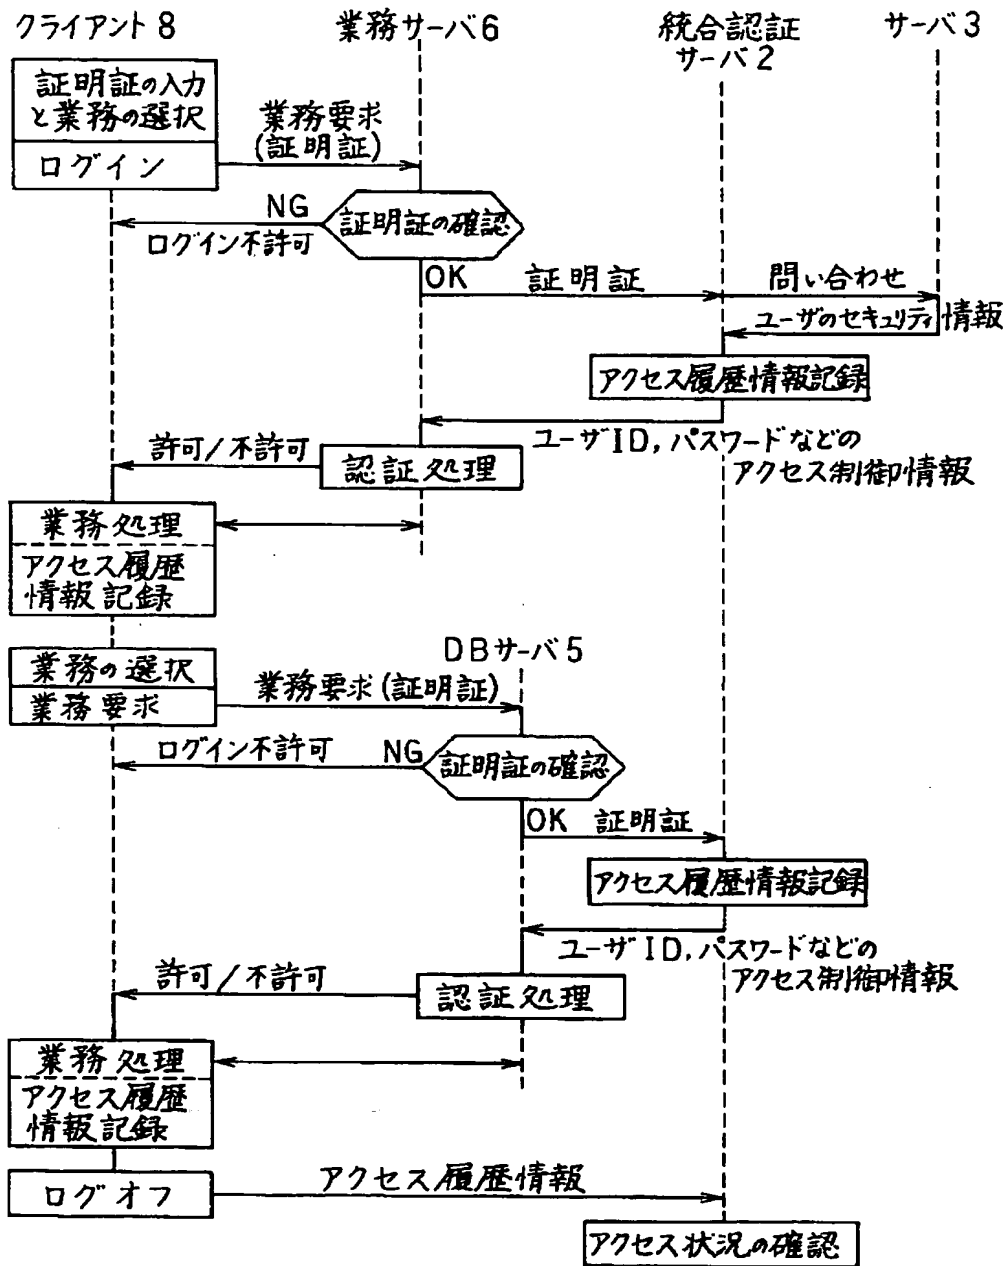 クライアント 8
業務サーバ6
統合認証
サーバ 2
サーバ 3
証明証の入力
と業務の選択
業務要求
(証明証)
ログイン
NG
証明証の確認
ログイン不許可
OK
証明証
問い合わせ
ユーザのセキュリティ情報
アクセス履歴情報記録
ユーザID, パスワードなどの
アクセス制御情報
許可/不許可
認証処理
業務処理
アクセス履歴
情報記録
DBサーバ5
業務の選択
業務要求(証明証)
業務要求
ログイン不許可
NG
証明証の確認
OK
証明証
アクセス履歴情報記録
ユーザID, パスワードなどの
アクセス制御情報
許可/不許可
認証処理
業務処理
アクセス履歴
情報記録
ログオフ
アクセス履歴情報
アクセス状況の確認